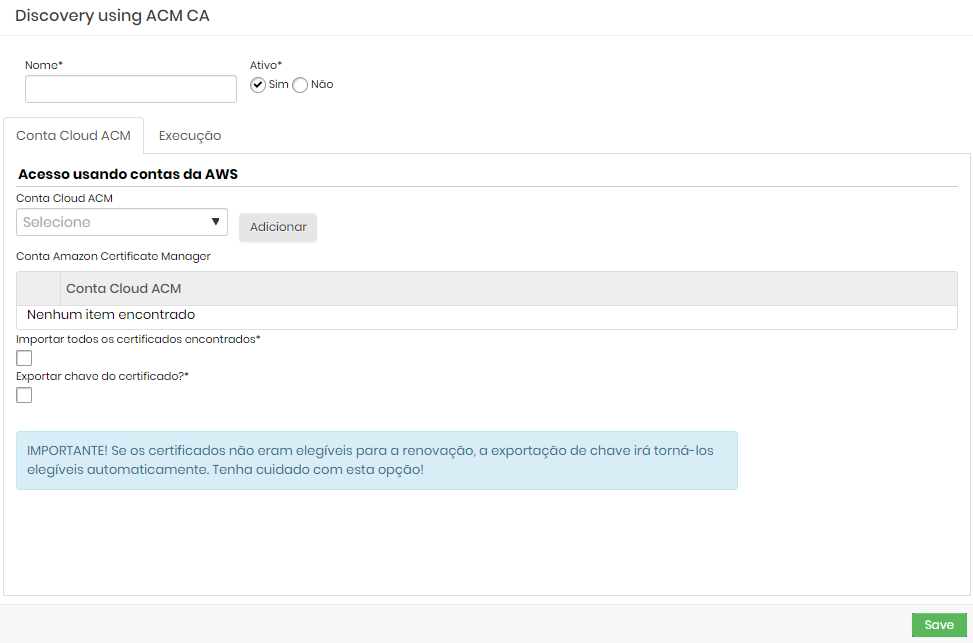 Discovery using ACM CA
Nome* Ativo*
Sim Não
Conta Cloud ACM Execução
Acesso usando contas da AWS
Conta Cloud ACM
Selecione Adicionar
Conta Amazon Certificate Manager
Conta Cloud ACM
Nenhum item encontrado
Importar todos os certificados encontrados*
Exportar chave do certificado?*
IMPORTANTE! Se os certificados não eram elegíveis para a renovação, a exportação de chave irá torná-los
elegíveis automaticamente. Tenha cuidado com esta opção!
Save